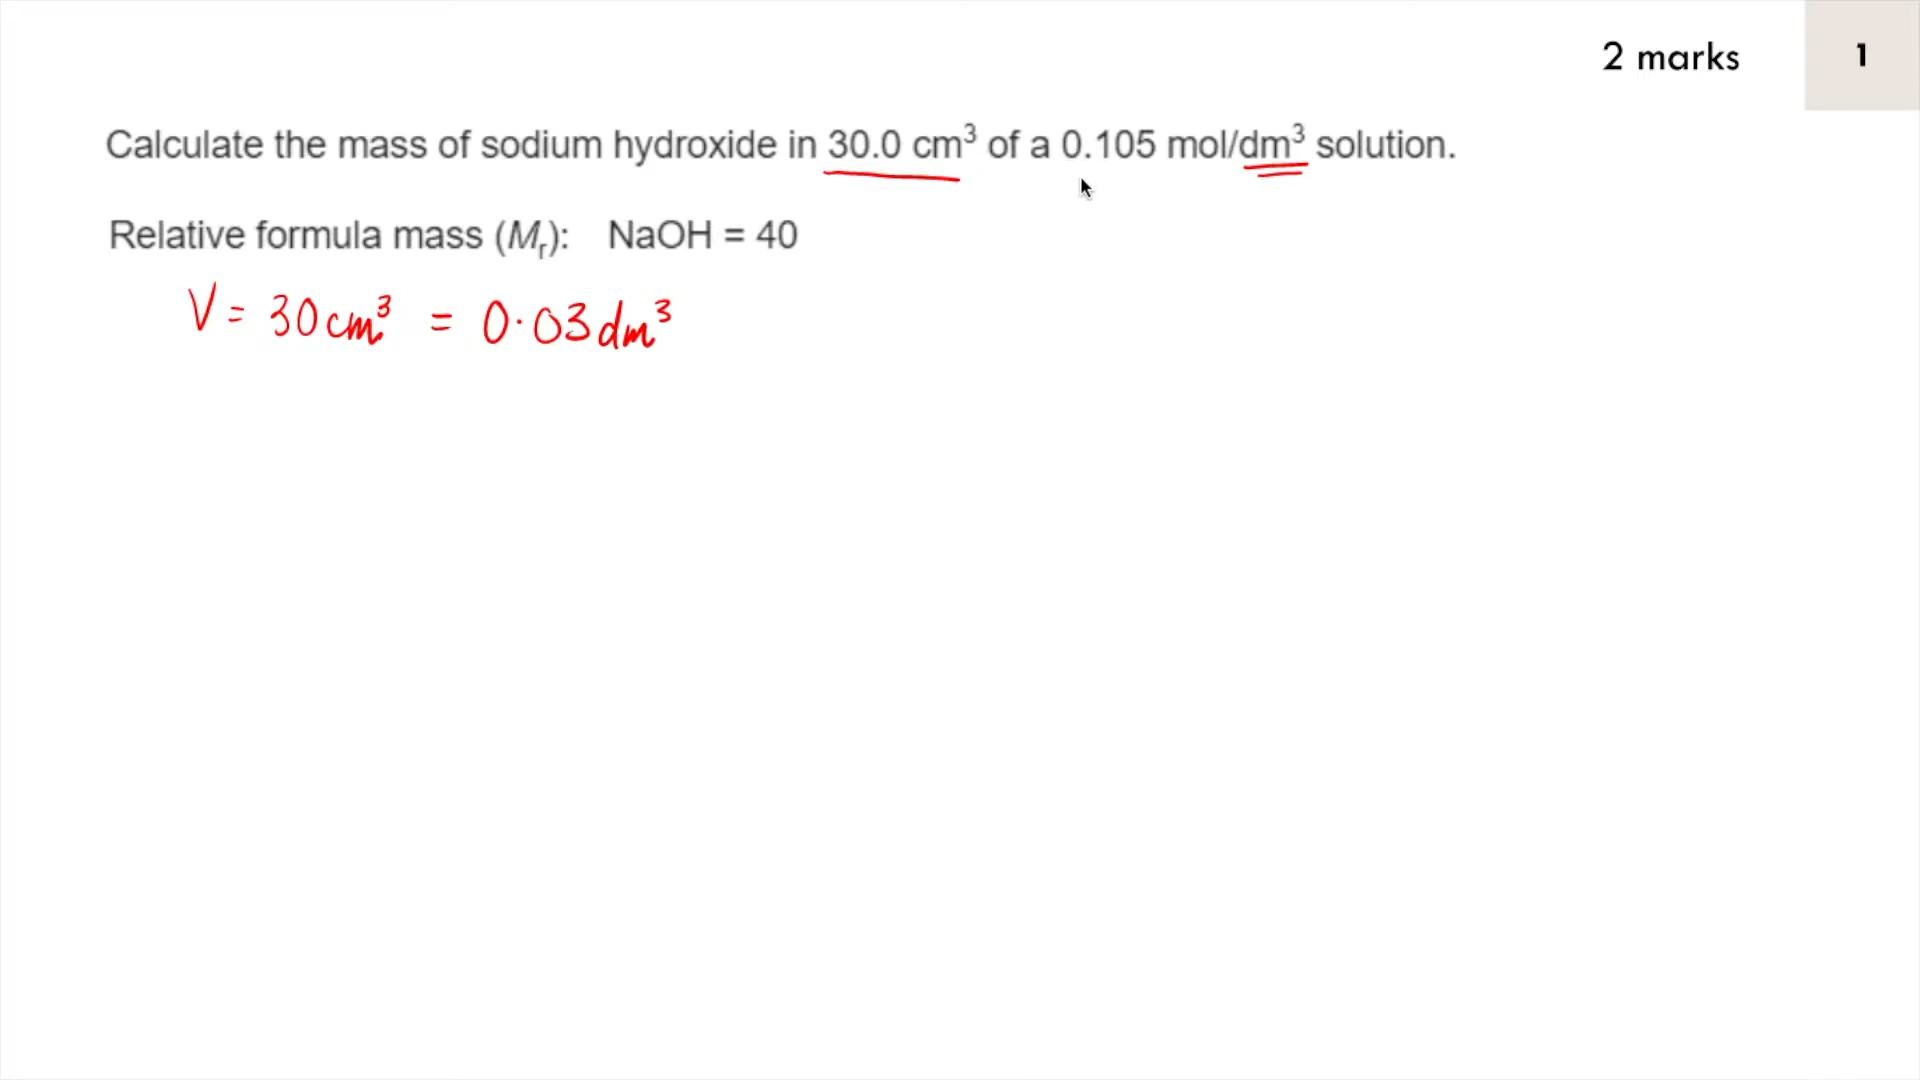 2 marks
1
Calculate the mass of sodium hydroxide in 30.0 cm³ of a 0.105 mol/dm³ solution.
Relative formula mass (Mᵣ): NaOH = 40
V = 30cm³ = 0.03dm³